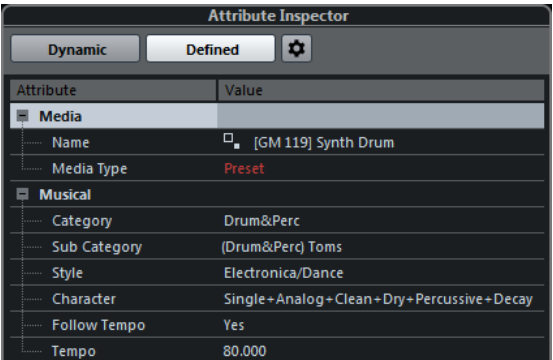 Attribute Inspector
Dynamic Defined
Attribute Value
Media
Name [GM 119] Synth Drum
Media Type Preset
Musical
Category Drum&Perc
Sub Category (Drum&Perc) Toms
Style Electronica/Dance
Character Single+Analog+Clean+Dry+Percussive+Decay
Follow Tempo Yes
Tempo 80.000